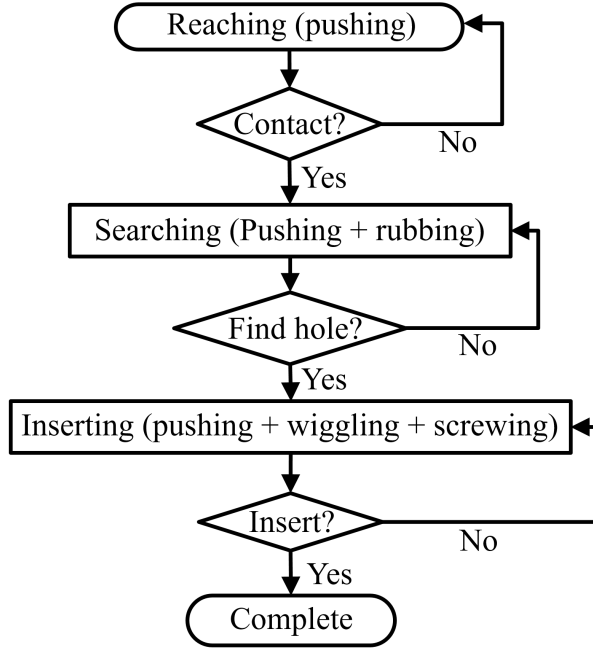 Reaching (pushing)
Contact?
No
Yes
Searching (Pushing + rubbing)
Find hole?
No
Yes
Inserting (pushing + wiggling + screwing)
Insert?
No
Yes
Complete